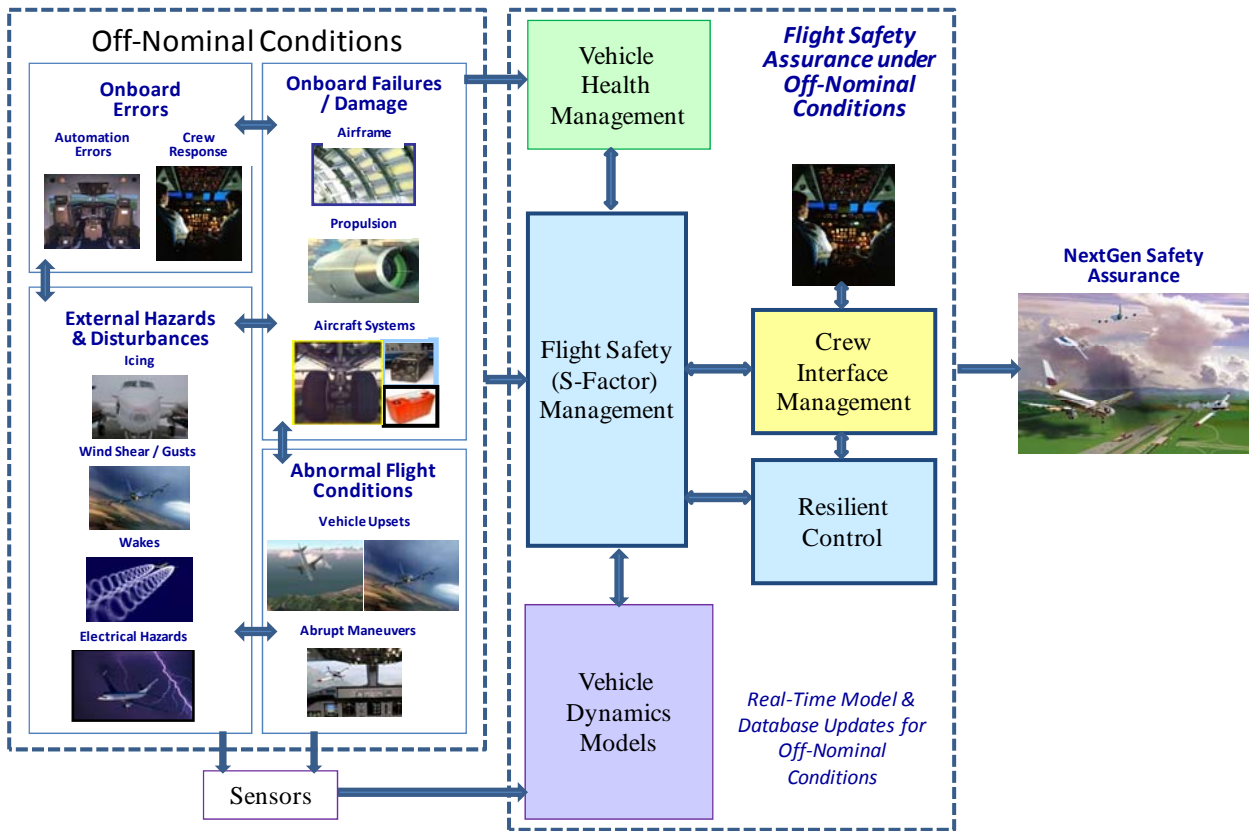 Off-Nominal Conditions
Onboard
Errors
Automation
Errors
Crew
Response
Onboard Failures
/ Damage
Airframe
Propulsion
Aircraft Systems
External Hazards
& Disturbances
Icing
Wind Shear / Gusts
Wakes
Electrical Hazards
Abnormal Flight
Conditions
Vehicle Upsets
Abrupt Maneuvers
Sensors
Vehicle
Health
Management
Flight Safety
(S-Factor)
Management
Vehicle
Dynamics
Models
Flight Safety
Assurance under
Off-Nominal
Conditions
Crew
Interface
Management
Resilient
Control
Real-Time Model &
Database Updates for
Off-Nominal
Conditions
NextGen Safety
Assurance